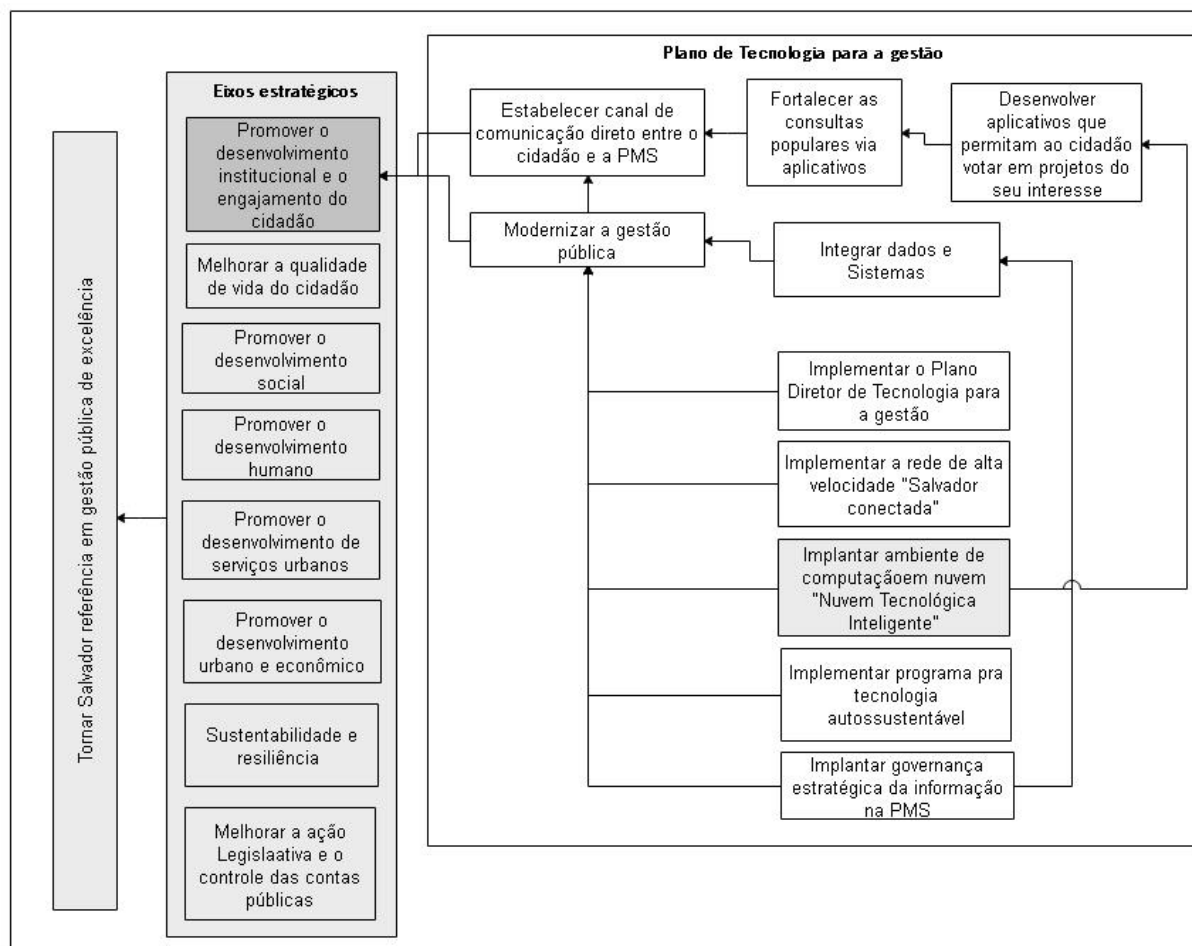 Plano de Tecnologia para a gestão
Eixos estratégicos
Tornar Salvador referência em gestão pública de excelência
Promover o
desenvolvimento
institucional e o
engajamento do
cidadão
Melhorar a qualidade
de vida do cidadão
Promover o
desenvolvimento
social
Promover o
desenvolvimento
humano
Promover o
desenvolvimento de
serviços urbanos
Promover o
desenvolvimento
urbano e econômico
Sustentabilidade e
resiliência
Melhorar a ação
Legislaativa e o
controle das contas
públicas
Estabelecer canal de
comunicação direto entre o
cidadão e a PMS
Fortalecer as
consultas
populares via
aplicativos
Desenvolver
aplicativos que
permitam ao cidadão
votar em projetos do
seu interesse
Modernizar a gestão
pública
Integrar dados e
Sistemas
Implementar o Plano
Diretor de Tecnologia para
a gestão
Implementar a rede de alta
velocidade "Salvador
conectada"
Implantar ambiente de
computaçãoem nuvem
"Nuvem Tecnológica
Inteligente"
Implementar programa pra
tecnologia
autossustentável
Implantar governança
estratégica da informação
na PMS